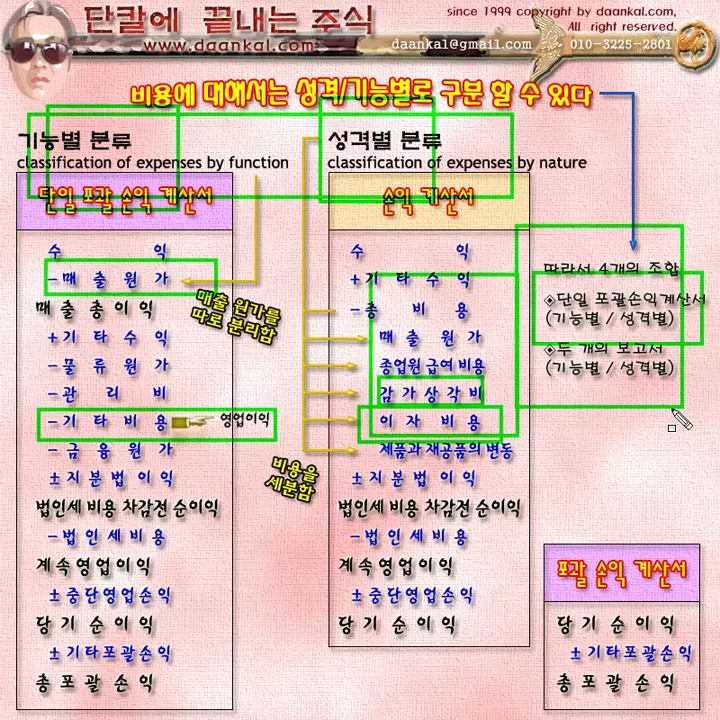 단칼에 끝내는 주식
www.daankal.com
since 1999 copyright by daankal.com,
All right reserved.
daankal@gmail.com 010-3225-2801
비용에 대해서는 성격/기능별로 구분 할 수 있다
기능별 분류
classification of expenses by function
단일 포괄 손익 계산서
수 익
-매 출 원 가
매 출 총 이 익
+기 타 수 익
-물 류 원 가
-관 리 비
-기 타 비 용
-금 융 원 가
±지 분 법 이 익
법인세 비용 차감전 순이익
-법 인 세 비 용
계 속 영 업 이 익
±중단영업손익
당 기 순 이 익
±기타포괄손익
총 포 괄 손 익
매출 원가를
따로 분리함
영업이익
성격별 분류
classification of expenses by nature
손익 계산서
수 익
+기 타 수 익
-총 비 용
매 출 원 가
종업원 급여 비용
감 가 상 각 비
이 자 비 용
제품과 재공품의 변동
±지 분 법 이 익
법인세 비용 차감전 순이익
-법 인 세 비 용
계 속 영 업 이 익
±중단영업손익
당 기 순 이 익
비용을
세분함
따라서 4개의 조합
◈단일 포괄손익계산서
(기능별 / 성격별)
◈두 개의 보고서
(기능별 / 성격별)
포괄 손익 계산서
당 기 순 이 익
±기타포괄손익
총 포 괄 손 익